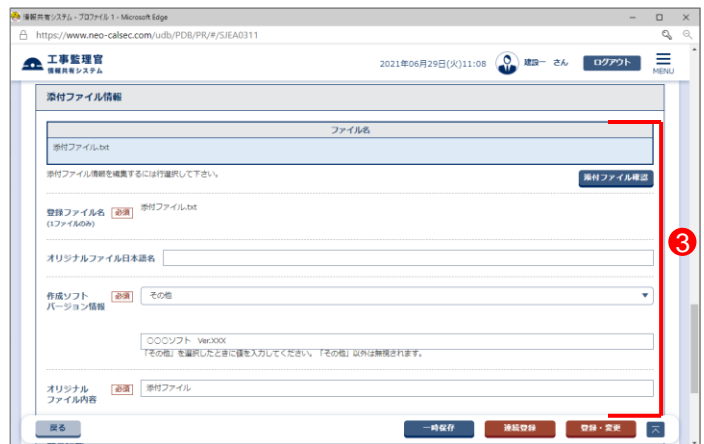 情報共有システム - プロファイル 1 - Microsoft Edge
https://www.neo-calsec.com/udb/PDB/PR/#/SJEA0311
工事監理官
情報共有システム
2021年06月29日(火)11:08 建設一 さん ログアウト MENU
添付ファイル情報
ファイル名
添付ファイル.txt
添付ファイル情報を編集するには行選択して下さい。
添付ファイル確認
登録ファイル名 必須 添付ファイル.txt
(1ファイルのみ)
オリジナルファイル日本語名
作成ソフト 必須 その他
バージョン情報
○○○ソフト Ver.XXX
「その他」を選択したときに値を入力してください。「その他」以外は無視されます。
オリジナル 必須 添付ファイル
ファイル内容
戻る 一時保存 連続登録 登録・変更
3